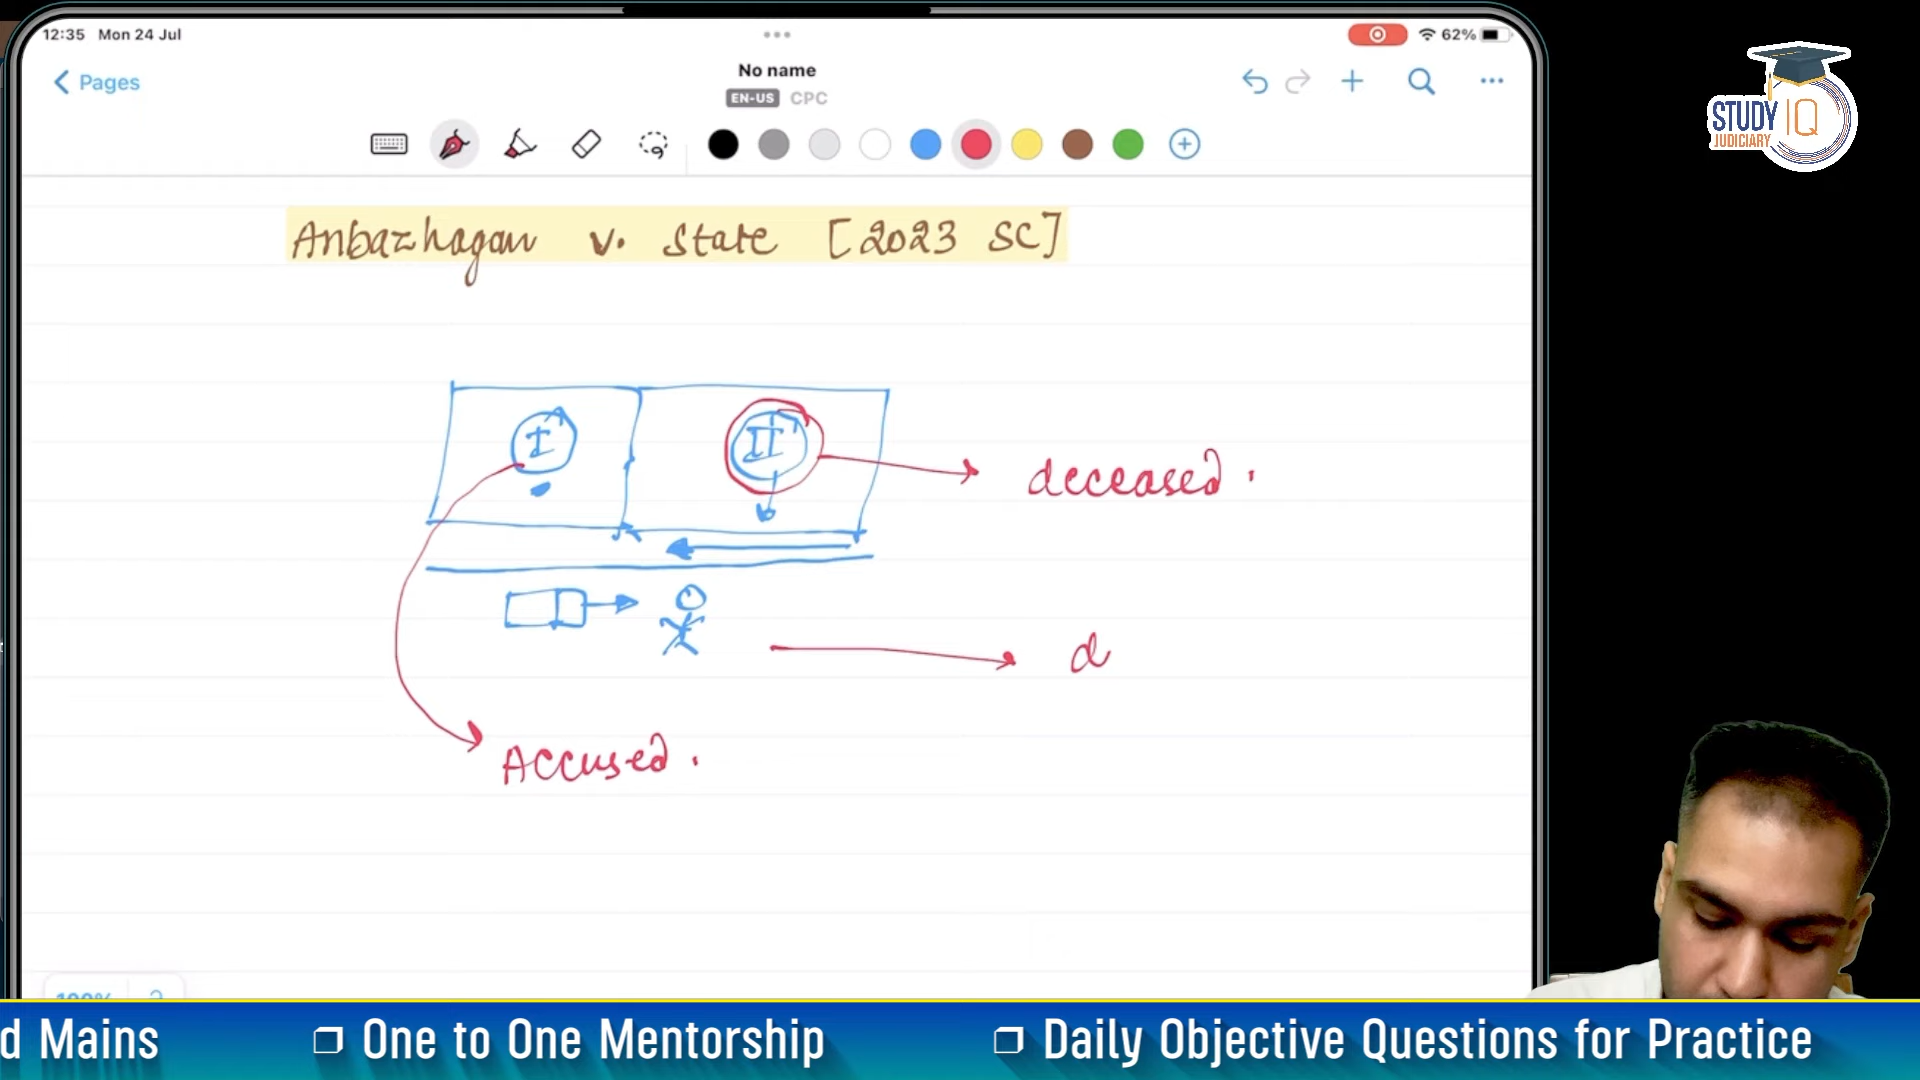 12:35 Mon 24 Jul
62%
Pages
No name
EN-US CPC
STUDY IQ
JUDICIARY
Anbazhagan v. State [2023 SC]
I
II
deceased.
d
Accused.
d Mains
One to One Mentorship
Daily Objective Questions for Practice